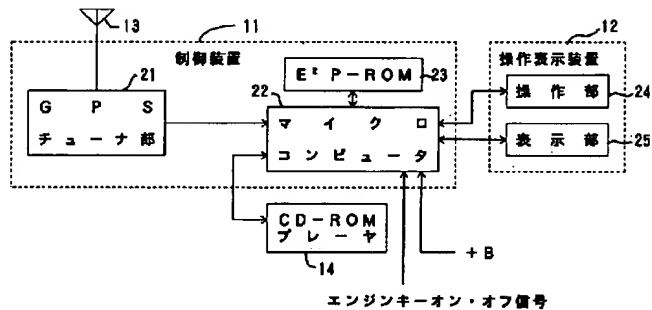 13
11
12
制御装置
操作表示装置
21
E² P-ROM
23
22
GPS
チューナ部
マイクロ
コンピュータ
操作部
24
表示部
25
CD-ROM
プレーヤ
14
+B
エンジンキーオン・オフ信号